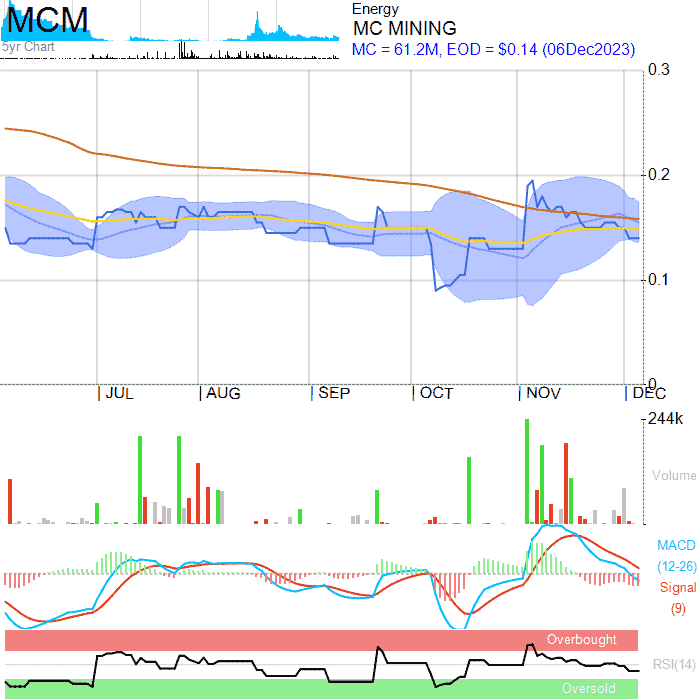 MCM
5yr Chart
Energy
MC MINING
MC = 61.2M, EOD = $0.14 (06Dec2023)
0.3
0.2
0.1
0
JUL
AUG
SEP
OCT
NOV
DEC
244k
Volume
MACD
(12-26)
Signal
(9)
Overbought
RSI(14)
Oversold